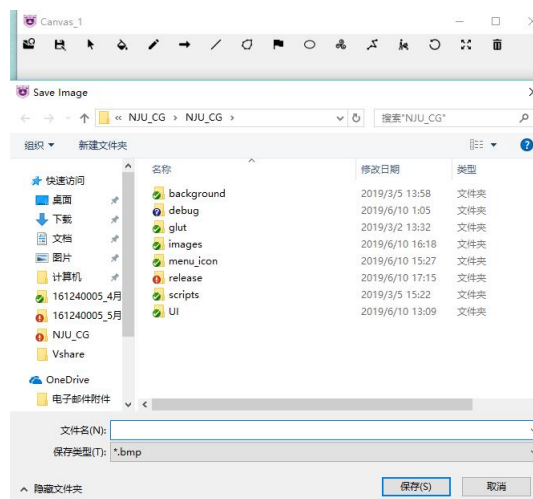 Canvas_1
Save Image
« NJU_CG › NJU_CG ›
搜索"NJU_CG"
组织
新建文件夹
名称 修改日期 类型
快速访问
桌面
下载
文档
图片
计算机
161240005_4月
161240005_5月
NJU_CG
Vshare
OneDrive
电子邮件附件
background 2019/3/5 13:58 文件夹
debug 2019/6/10 1:05 文件夹
glut 2019/3/2 13:32 文件夹
images 2019/6/10 16:18 文件夹
menu_icon 2019/6/10 15:27 文件夹
release 2019/6/10 17:15 文件夹
scripts 2019/3/5 15:22 文件夹
UI 2019/6/10 13:09 文件夹
文件名(N):
保存类型(T): *.bmp
隐藏文件夹
保存(S) 取消